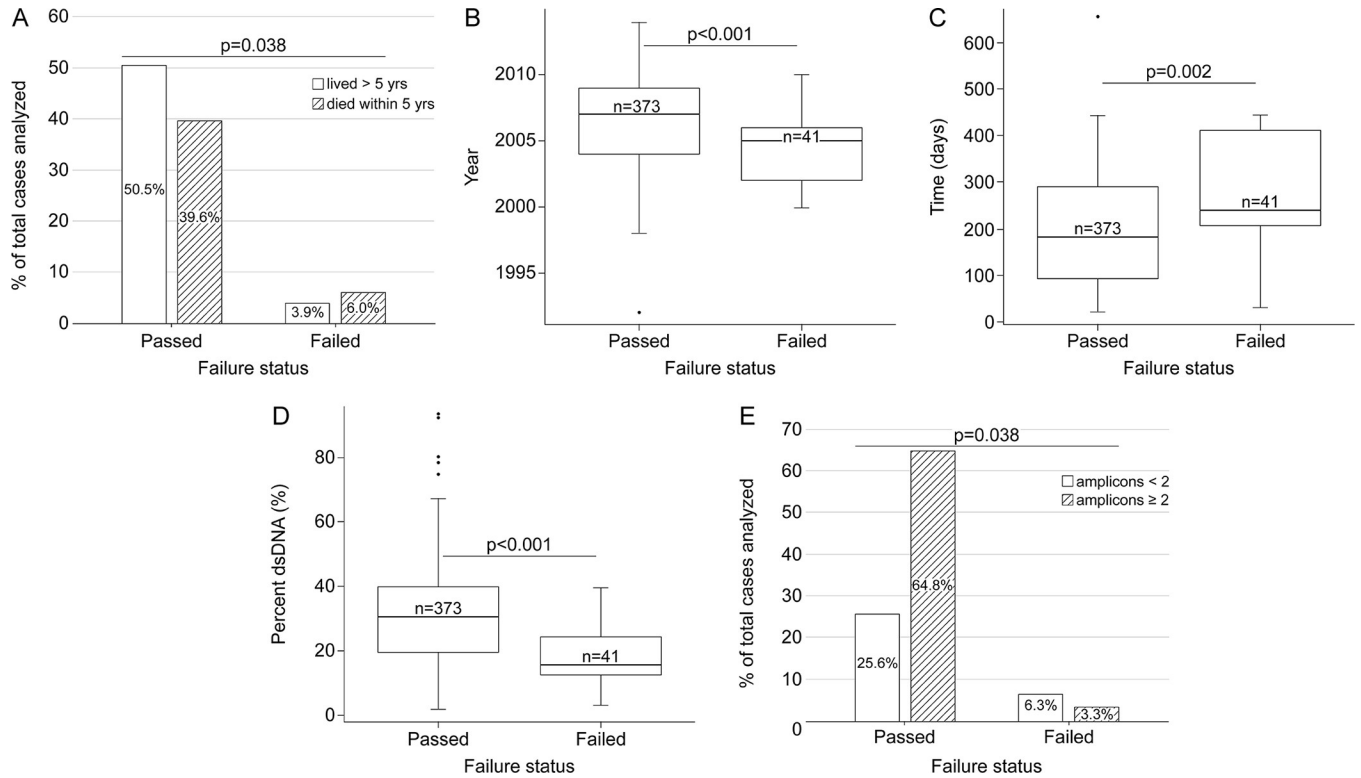 A
% of total cases analyzed
60
50
40
30
20
10
0
p=0.038
lived > 5 yrs
died within 5 yrs
50.5%
39.6%
3.9%
6.0%
Passed
Failed
Failure status
B
Year
2010
2005
2000
1995
p<0.001
n=373
n=41
Passed
Failed
Failure status
C
Time (days)
600
500
400
300
200
100
0
p=0.002
n=373
n=41
Passed
Failed
Failure status
D
Percent dsDNA (%)
80
60
40
20
0
p<0.001
n=373
n=41
Passed
Failed
Failure status
E
% of total cases analyzed
70
60
50
40
30
20
10
0
p=0.038
amplicons < 2
amplicons ≥ 2
25.6%
64.8%
6.3%
3.3%
Passed
Failed
Failure status